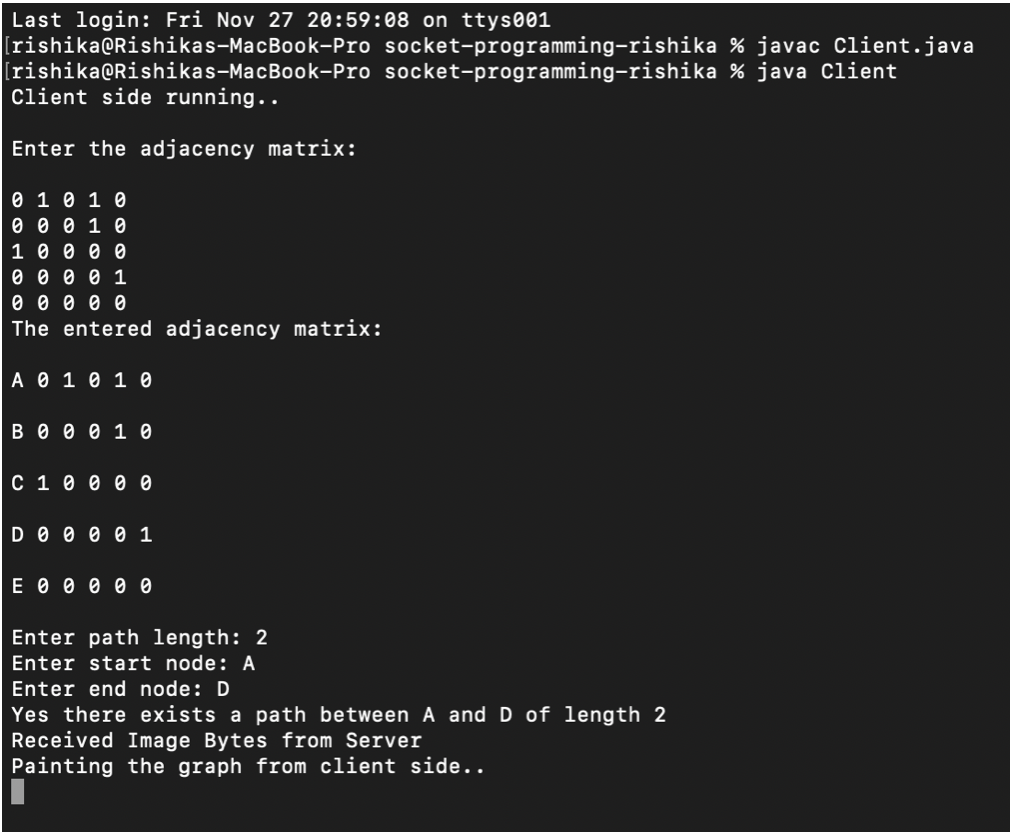 Last login: Fri Nov 27 20:59:08 on ttys001
[rishika@Rishikas-MacBook-Pro socket-programming-rishika % javac Client.java
[rishika@Rishikas-MacBook-Pro socket-programming-rishika % java Client
Client side running..
Enter the adjacency matrix:
0 1 0 1 0
0 0 0 1 0
1 0 0 0 0
0 0 0 0 1
0 0 0 0 0
The entered adjacency matrix:
A 0 1 0 1 0
B 0 0 0 1 0
C 1 0 0 0 0
D 0 0 0 0 1
E 0 0 0 0 0
Enter path length: 2
Enter start node: A
Enter end node: D
Yes there exists a path between A and D of length 2
Received Image Bytes from Server
Painting the graph from client side..